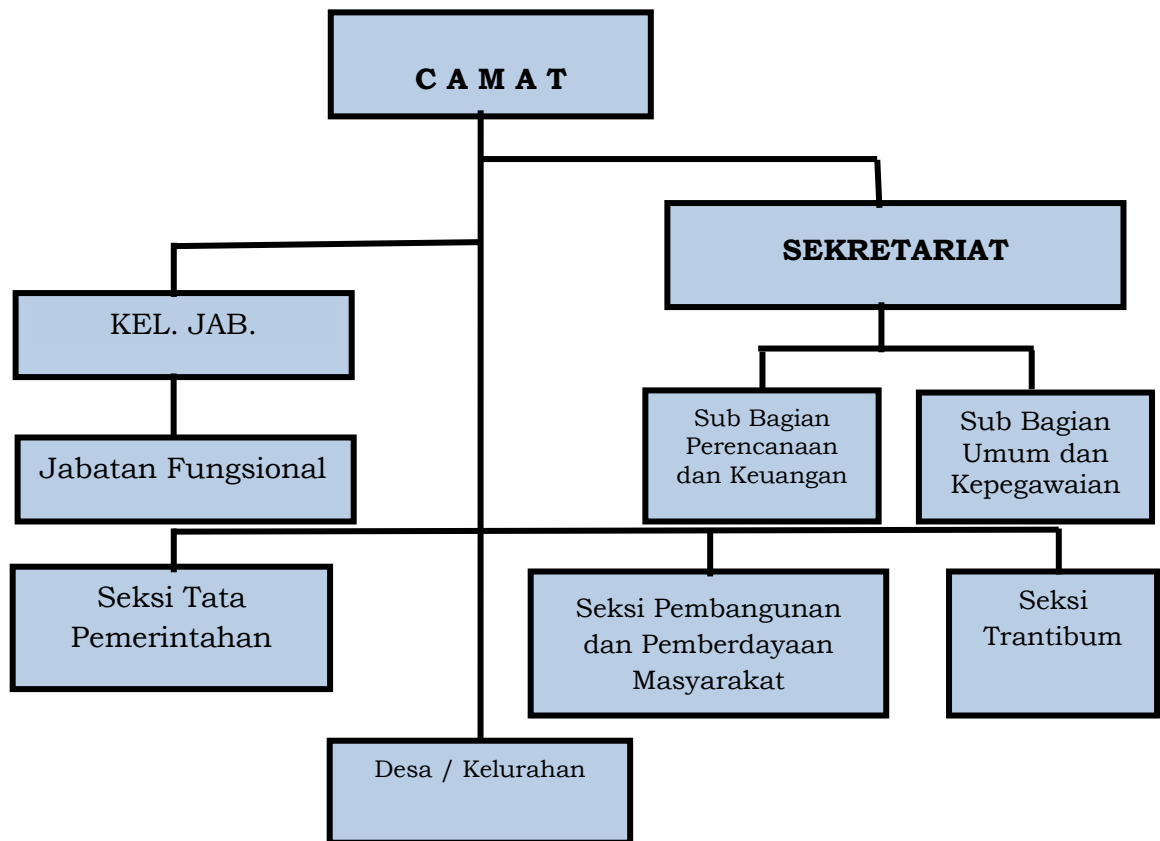 C A M A T
SEKRETARIAT
KEL. JAB.
Jabatan Fungsional
Sub Bagian
Perencanaan
dan Keuangan
Sub Bagian
Umum dan
Kepegawaian
Seksi Tata
Pemerintahan
Seksi Pembangunan
dan Pemberdayaan
Masyarakat
Seksi
Trantibum
Desa / Kelurahan